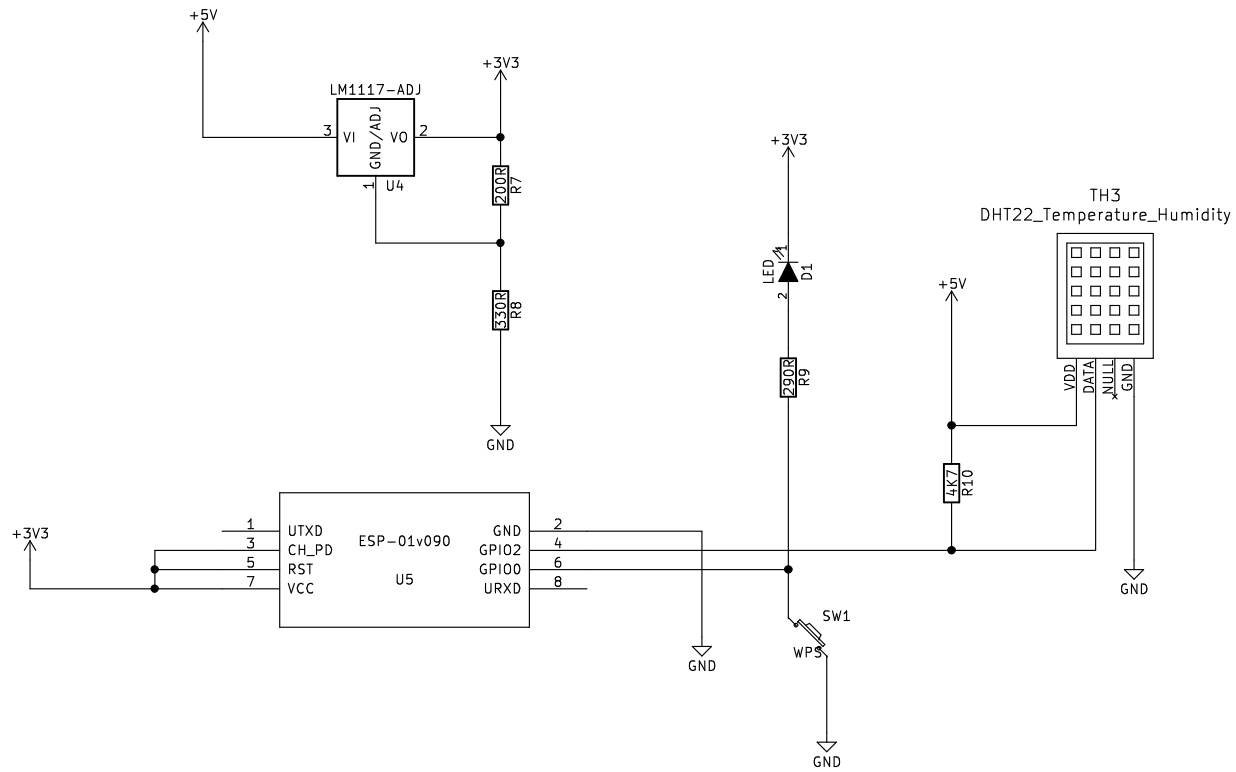 +5V
+3V3
LM1117-ADJ
3 VI GND/ADJ VO 2
1
U4
200R R7
330R R8
GND
+3V3
1
LED D1
2
290R R9
TH3
DHT22_Temperature_Humidity
+5V
VDD DATA NULL GND
4K7 R10
GND
+3V3
1 UTXD GND 2
3 CH_PD ESP-01v090 GPIO2 4
5 RST U5 GPIO0 6
7 VCC URXD 8
GND
SW1
WPS
GND